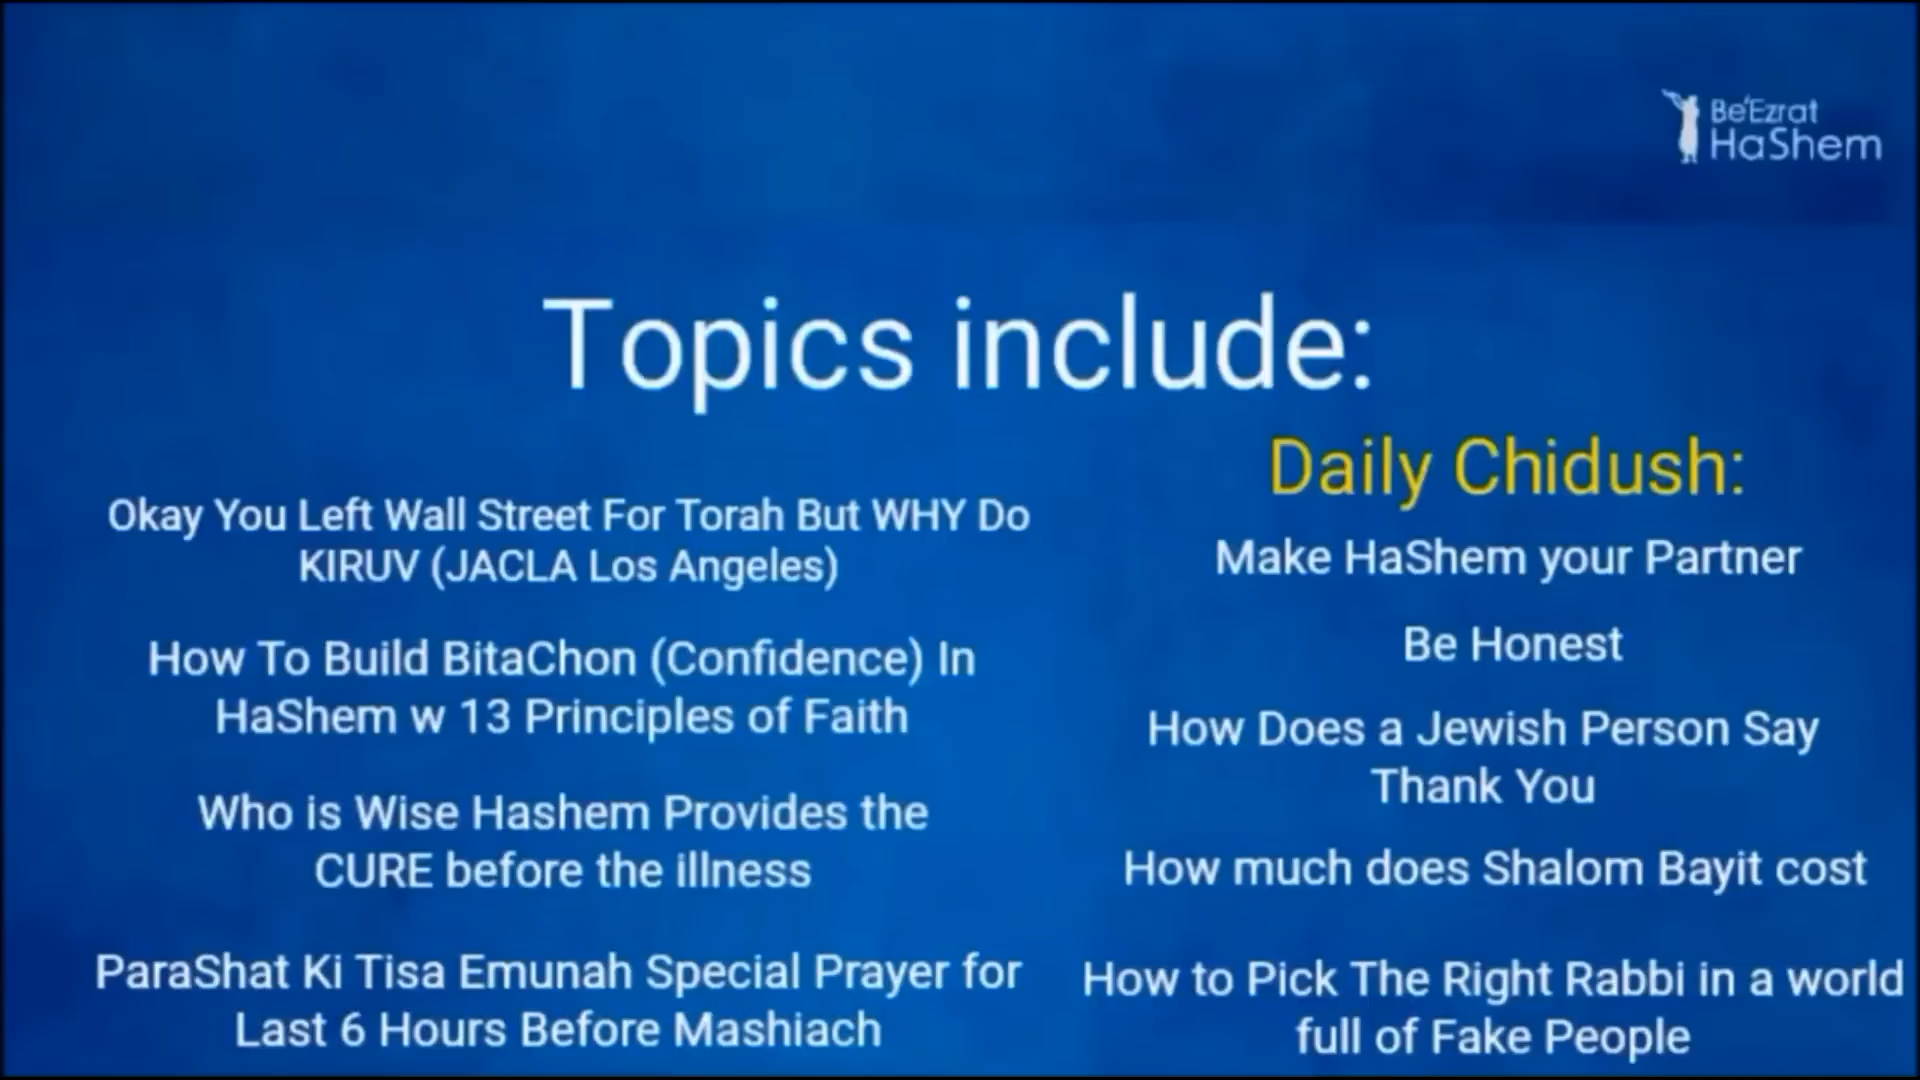 Be'Ezrat
HaShem
Topics include:
Okay You Left Wall Street For Torah But WHY Do
KIRUV (JACLA Los Angeles)
How To Build BitaChon (Confidence) In
HaShem w 13 Principles of Faith
Who is Wise Hashem Provides the
CURE before the illness
ParaShat Ki Tisa Emunah Special Prayer for
Last 6 Hours Before Mashiach
Daily Chidush:
Make HaShem your Partner
Be Honest
How Does a Jewish Person Say
Thank You
How much does Shalom Bayit cost
How to Pick The Right Rabbi in a world
full of Fake People